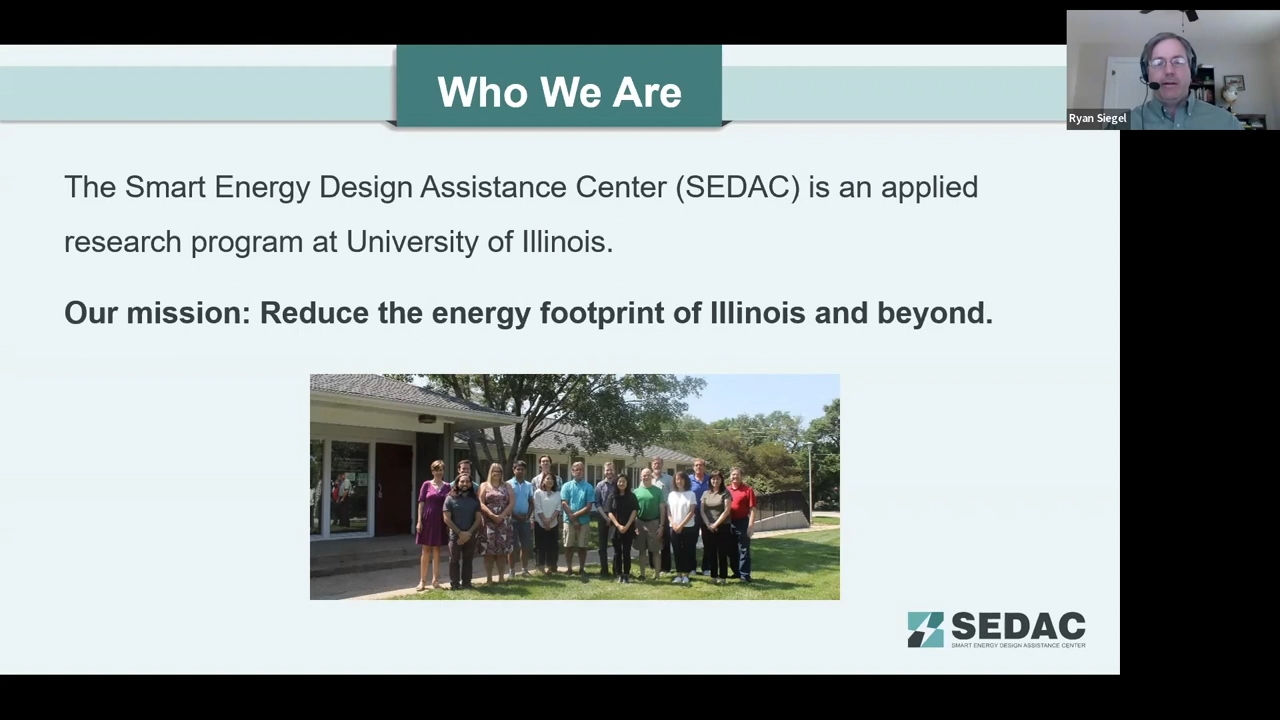 Who We Are
Ryan Siegel
The Smart Energy Design Assistance Center (SEDAC) is an applied
research program at University of Illinois.
Our mission: Reduce the energy footprint of Illinois and beyond.
SEDAC
SMART ENERGY DESIGN ASSISTANCE CENTER